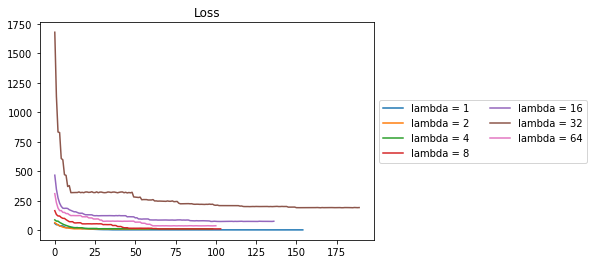 Loss
1750
1500
1250
1000
750
500
250
0
0 25 50 75 100 125 150 175
lambda = 1
lambda = 2
lambda = 4
lambda = 8
lambda = 16
lambda = 32
lambda = 64